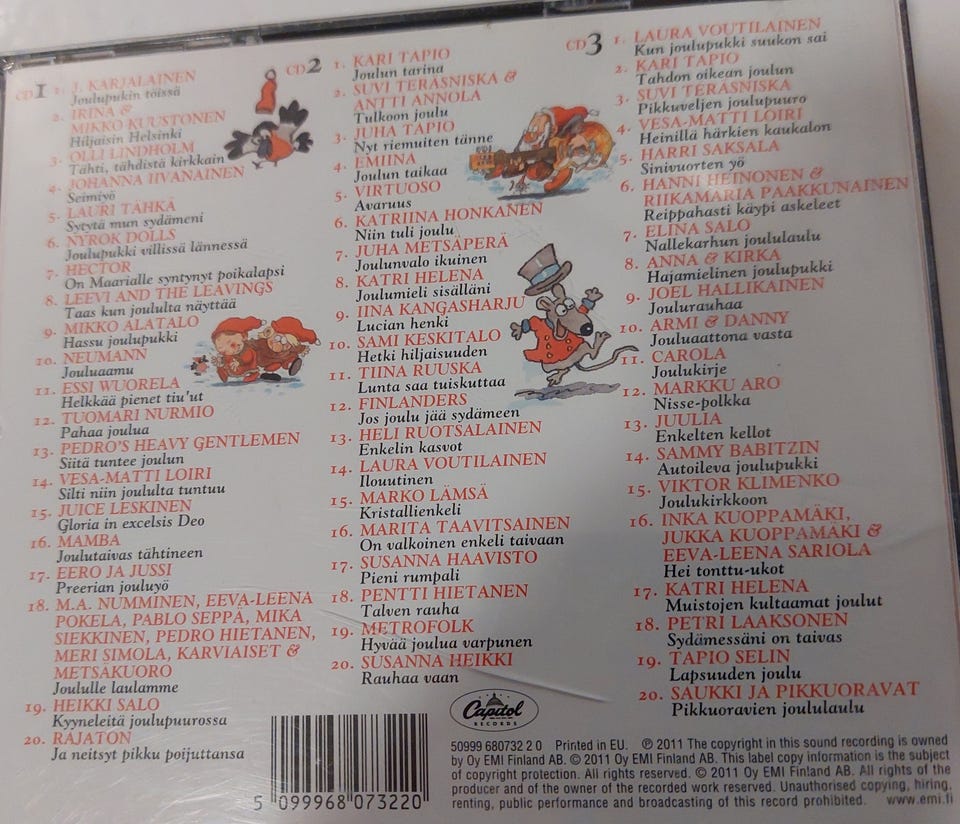 CD1
1. J. KARJALAINEN
Joulupukin töissä
2. IRINA &
MIKKO KUUSTONEN
Hiljaisin Helsinki
3. OLLI LINDHOLM
Tähti, tähdistä kirkkain
4. JOHANNA IIVANAINEN
Seimiyö
5. LAURI TÄHKÄ
Sytytä mun sydämeni
6. NYRÖK DOLLS
Joulupukki villissä lännessä
7. HECTOR
On Maarialle syntynyt poikalapsi
8. LEEVI AND THE LEAVINGS
Taas kun joululta näyttää
9. MIKKO ALATALO
Hassu joulupukki
10. NEUMANN
Jouluaamu
11. ESSI WUORELA
Helkkää pienet tiu'ut
12. TUOMARI NURMIO
Pahaa joulua
13. PEDRO'S HEAVY GENTLEMEN
Siitä tuntee joulun
14. VESA-MATTI LOIRI
Silti niin joululta tuntuu
15. JUICE LESKINEN
Gloria in excelsis Deo
16. MAMBA
Joulutaivas tähtineen
17. EERO JA JUSSI
Preerian jouluyö
18. M.A. NUMMINEN, EEVA-LEENA
POKELA, PABLO SEPPÄ, MIKA
SIEKKINEN, PEDRO HIETANEN,
MERI SIMOLA, KARVIAISET &
METSÄKUORO
Joululle laulamme
19. HEIKKI SALO
Kyyneleitä joulupuurossa
20. RAJATON
Ja neitsyt pikku poijuttansa
CD2
1. KARI TAPIO
Joulun tarina
2. SUVI TERÄSNISKA &
ANTTI ANNOLA
Tulkoon joulu
3. JUHA TAPIO
Nyt riemuiten tänne
4. EMIINA
Joulun taikaa
5. VIRTUOSO
Avaruus
6. KATRIINA HONKANEN
Niin tuli joulu
7. JUHA METSÄPERÄ
Joulunvalo ikuinen
8. KATRI HELENA
Joulumieli sisälläni
9. IINA KANGASHARJU
Lucian henki
10. SAMI KESKITALO
Hetki hiljaisuuden
11. TIINA RUUSKA
Lunta saa tuiskuttaa
12. FINLANDERS
Jos joulu jää sydämeen
13. HELI RUOTSALAINEN
Enkelin kasvot
14. LAURA VOUTILAINEN
Ilouutinen
15. MARKO LÄMSÄ
Kristallienkeli
16. MARITA TAAVITSAINEN
On valkoinen enkeli taivaan
17. SUSANNA HAAVISTO
Pieni rumpali
18. PENTTI HIETANEN
Talven rauha
19. METROFOLK
Hyvää joulua varpunen
20. SUSANNA HEIKKI
Rauhaa vaan
CD3
1. LAURA VOUTILAINEN
Kun joulupukki suukon sai
2. KARI TAPIO
Tahdon oikean joulun
3. SUVI TERÄSNISKA
Pikkuveljen joulupuuro
4. VESA-MATTI LOIRI
Heinillä härkien kaukalon
5. HARRI SAKSALA
Sinivuorten yö
6. HANNI HEINONEN &
RIIKAMARIA PAAKKUNAINEN
Reippahasti käypi askeleet
7. ELINA SALO
Nallekarhun joululaulu
8. ANNA & KIRKA
Hajamielinen joulupukki
9. JOEL HALLIKAINEN
Joulurauhaa
10. ARMI & DANNY
Jouluaattona vasta
11. CAROLA
Joulukirje
12. MARKKU ARO
Nisse-polkka
13. JUULIA
Enkelten kellot
14. SAMMY BABITZIN
Autoileva joulupukki
15. VIKTOR KLIMENKO
Joulukirkkoon
16. INKA KUOPPAMÄKI,
JUKKA KUOPPAMÄKI &
EEVA-LEENA SARIOLA
Hei tonttu-ukot
17. KATRI HELENA
Muistojen kultaamat joulut
18. PETRI LAAKSONEN
Sydämessäni on taivas
19. TAPIO SELIN
Lapsuuden joulu
20. SAUKKI JA PIKKUORAVAT
Pikkuoravien joululaulu
Capitol
RECORDS
5 099968 073220
50999 680732 2 0 Printed in EU. ℗ 2011 The copyright in this sound recording is owned
by Oy EMI Finland AB. © 2011 Oy EMI Finland AB. This label copy information is the subject
of copyright protection. All rights reserved. © 2011 Oy EMI Finland AB. All rights of the
producer and of the owner of the recorded work reserved. Unauthorised copying, hiring,
renting, public performance and broadcasting of this record prohibited. www.emi.fi